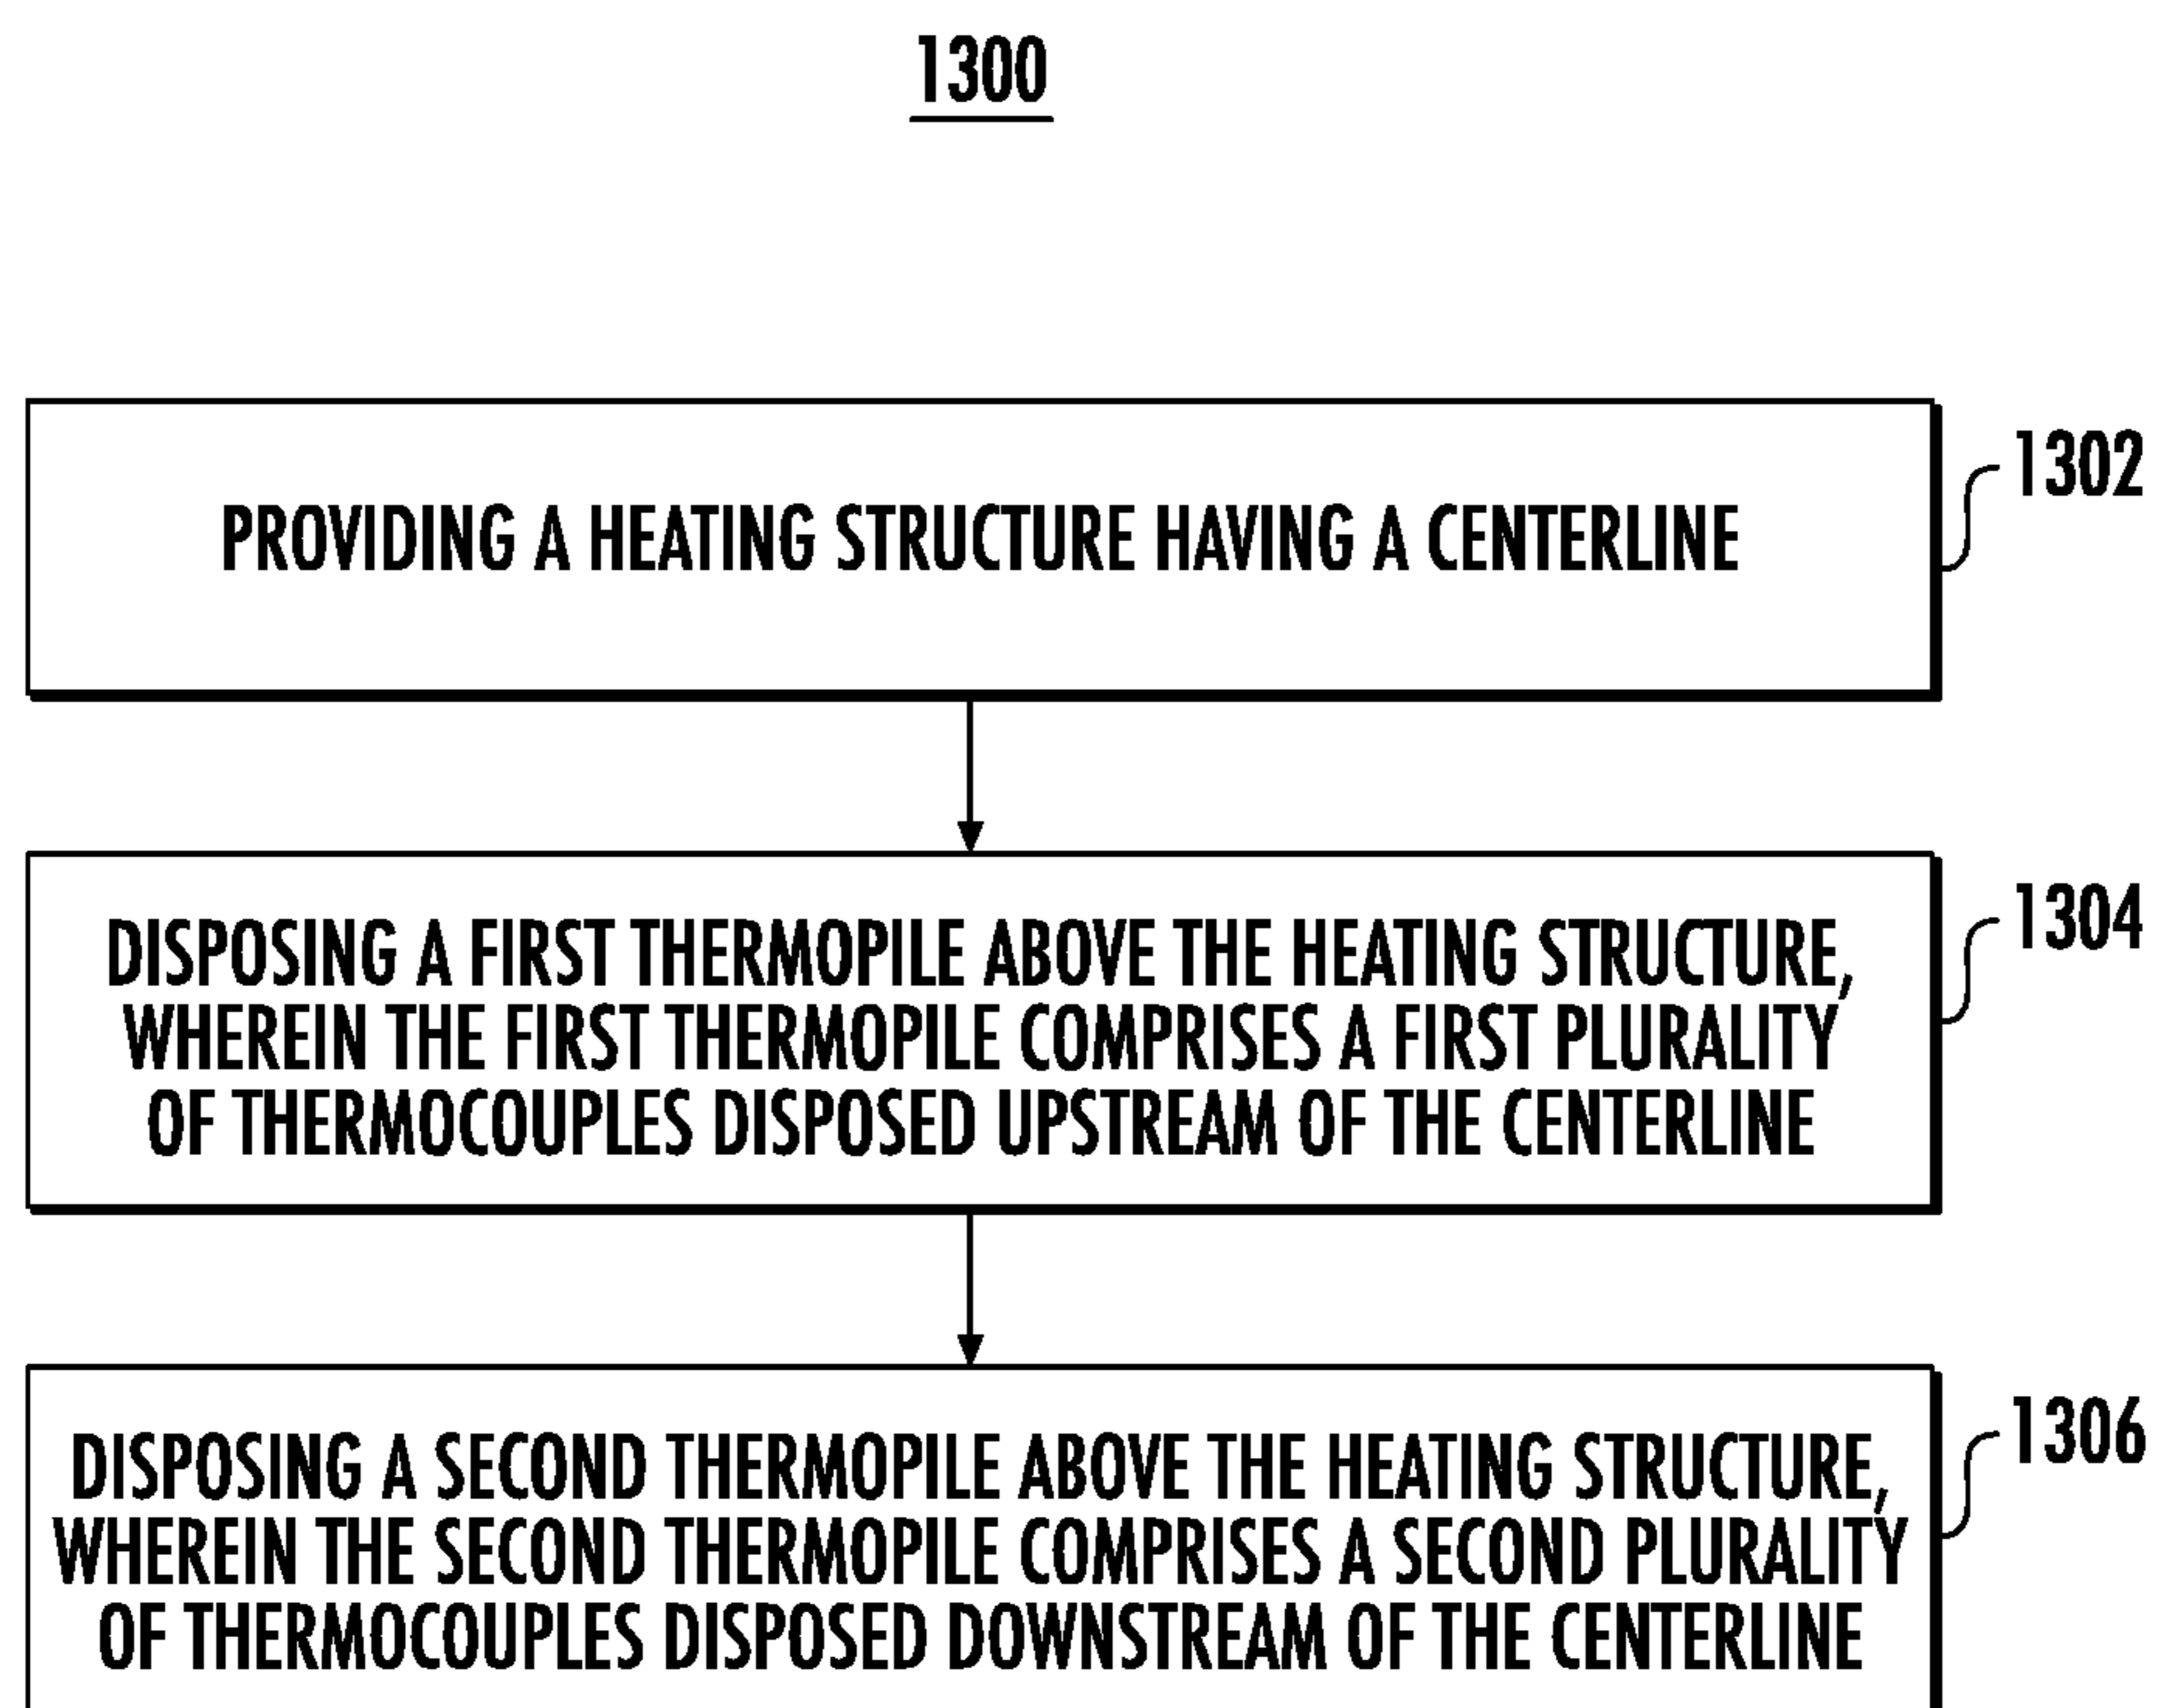 1300
PROVIDING A HEATING STRUCTURE HAVING A CENTERLINE
1302
DISPOSING A FIRST THERMOPILE ABOVE THE HEATING STRUCTURE,
WHEREIN THE FIRST THERMOPILE COMPRISES A FIRST PLURALITY
OF THERMOCOUPLES DISPOSED UPSTREAM OF THE CENTERLINE
1304
DISPOSING A SECOND THERMOPILE ABOVE THE HEATING STRUCTURE,
WHEREIN THE SECOND THERMOPILE COMPRISES A SECOND PLURALITY
OF THERMOCOUPLES DISPOSED DOWNSTREAM OF THE CENTERLINE
1306